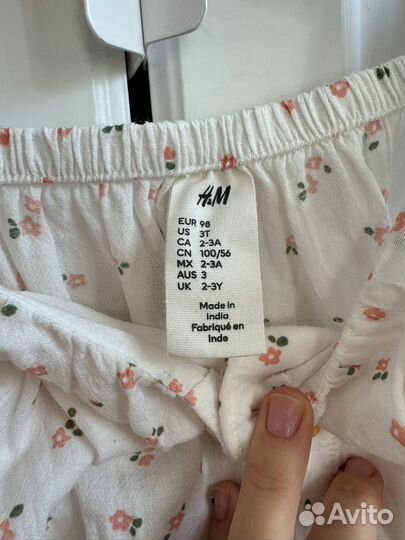 H&M
EUR 98
US 3T
CA 2-3A
CN 100/56
MX 2-3A
AUS 3
UK 2-3Y
Made in
India
Fabriqué en
Inde
Avito